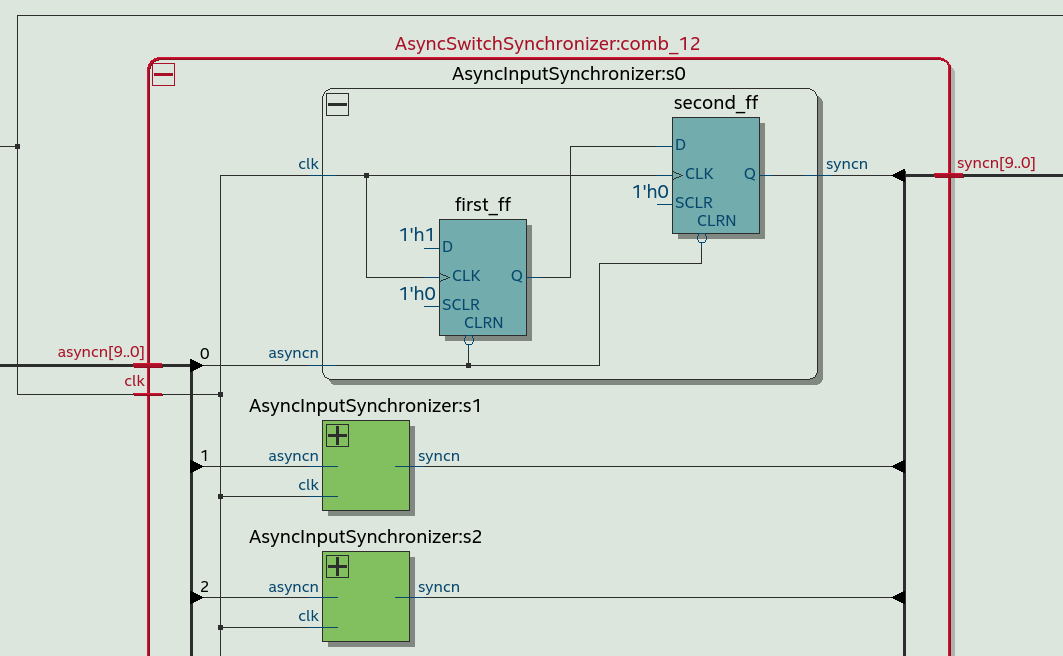 AsyncSwitchSynchronizer:comb_12
AsyncInputSynchronizer:s0
second_ff
D
clk
CLK
Q
syncn
syncn[9..0]
1'h0
SCLR
first_ff
CLRN
1'h1
D
CLK
Q
1'h0
SCLR
CLRN
asyncn[9..0]
0
asyncn
clk
AsyncInputSynchronizer:s1
1
asyncn
syncn
clk
AsyncInputSynchronizer:s2
2
asyncn
syncn
clk